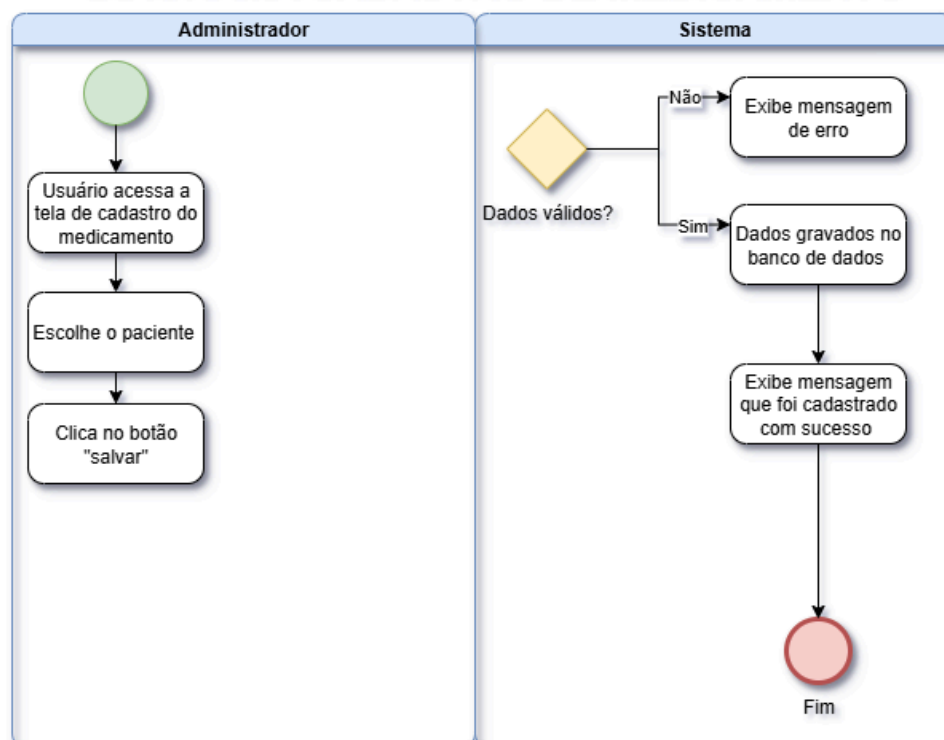 Administrador
Sistema
Usuário acessa a
tela de cadastro do
medicamento
Escolhe o paciente
Clica no botão
"salvar"
Dados válidos?
Não
Exibe mensagem
de erro
Sim
Dados gravados no
banco de dados
Exibe mensagem
que foi cadastrado
com sucesso
Fim